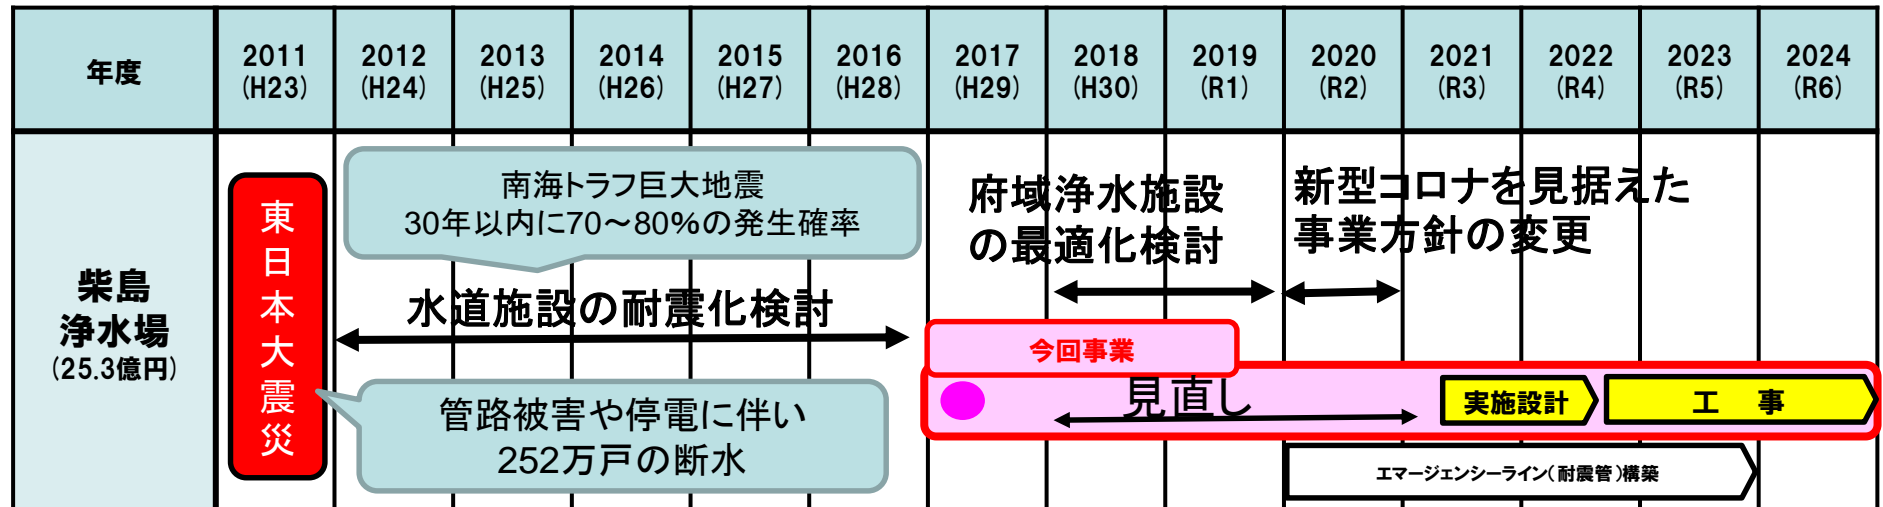 年度
2011
(H23)
2012
(H24)
2013
(H25)
2014
(H26)
2015
(H27)
2016
(H28)
2017
(H29)
2018
(H30)
2019
(R1)
2020
(R2)
2021
(R3)
2022
(R4)
2023
(R5)
2024
(R6)
柴島
浄水場
(25.3億円)
東日本大震災
南海トラフ巨大地震
30年以内に70～80%の発生確率
水道施設の耐震化検討
管路被害や停電に伴い
252万戸の断水
府域浄水施設
の最適化検討
新型コロナを見据えた
事業方針の変更
今回事業
見直し
実施設計
工　事
エマージェンシーライン(耐震管)構築